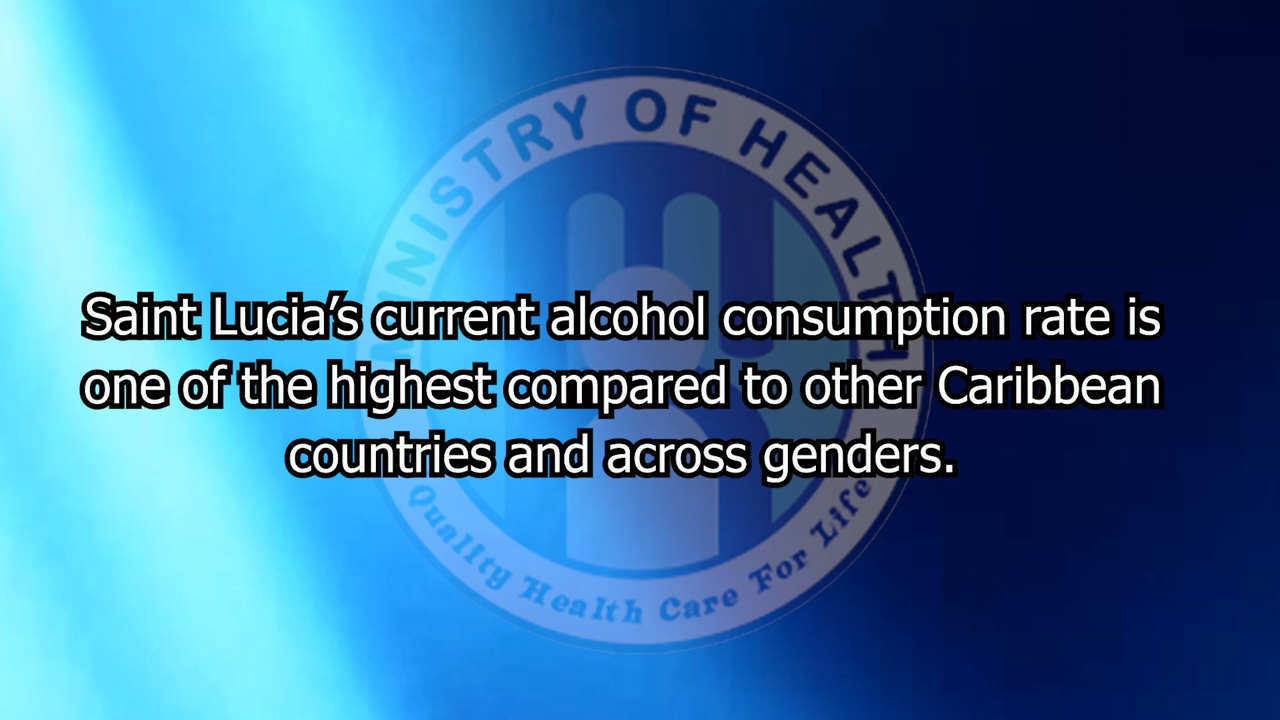 MINISTRY OF HEALTH
Saint Lucia’s current alcohol consumption rate is
one of the highest compared to other Caribbean
countries and across genders.
Quality Health Care For Life